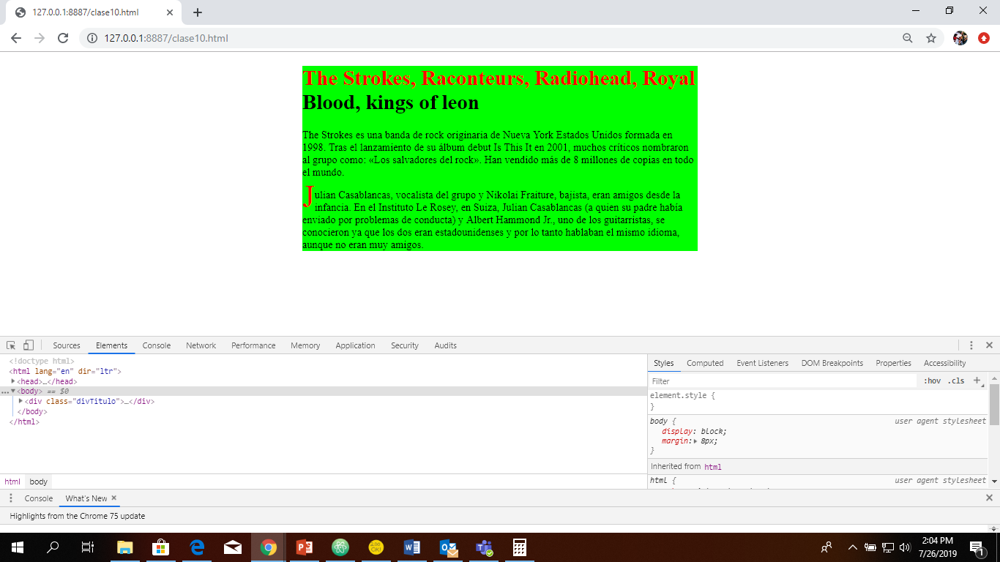 127.0.0.1:8887/clase10.html
127.0.0.1:8887/clase10.html
The Strokes, Raconteurs, Radiohead, Royal
Blood, kings of leon
The Strokes es una banda de rock originaria de Nueva York Estados Unidos formada en
1998. Tras el lanzamiento de su álbum debut Is This It en 2001, muchos críticos nombraron
al grupo como: «Los salvadores del rock». Han vendido más de 8 millones de copias en todo
el mundo.
Julian Casablancas, vocalista del grupo y Nikolai Fraiture, bajista, eran amigos desde la
infancia. En el Instituto Le Rosey, en Suiza, Julian Casablancas (a quien su padre había
enviado por problemas de conducta) y Albert Hammond Jr., uno de los guitarristas, se
conocieron ya que los dos eran estadounidenses y por lo tanto hablaban el mismo idioma,
aunque no eran muy amigos.
Sources Elements Console Network Performance Memory Application Security Audits
<!doctype html>
<html lang="en" dir="ltr">
<head>…</head>
<body> == $0
<div class="divTitulo">…</div>
</body>
</html>
html body
Styles Computed Event Listeners DOM Breakpoints Properties Accessibility
Filter :hov .cls
element.style {
}
body { user agent stylesheet
display: block;
margin: 8px;
}
Inherited from html
html { user agent stylesheet
Console What's New
Highlights from the Chrome 75 update
2:04 PM
7/26/2019
1